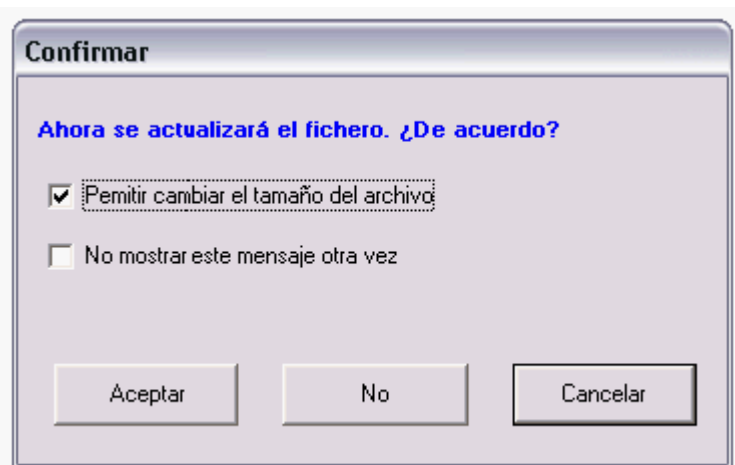 Confirmar
Ahora se actualizará el fichero. ¿De acuerdo?
Pemitir cambiar el tamaño del archivo
No mostrar este mensaje otra vez
Aceptar No Cancelar